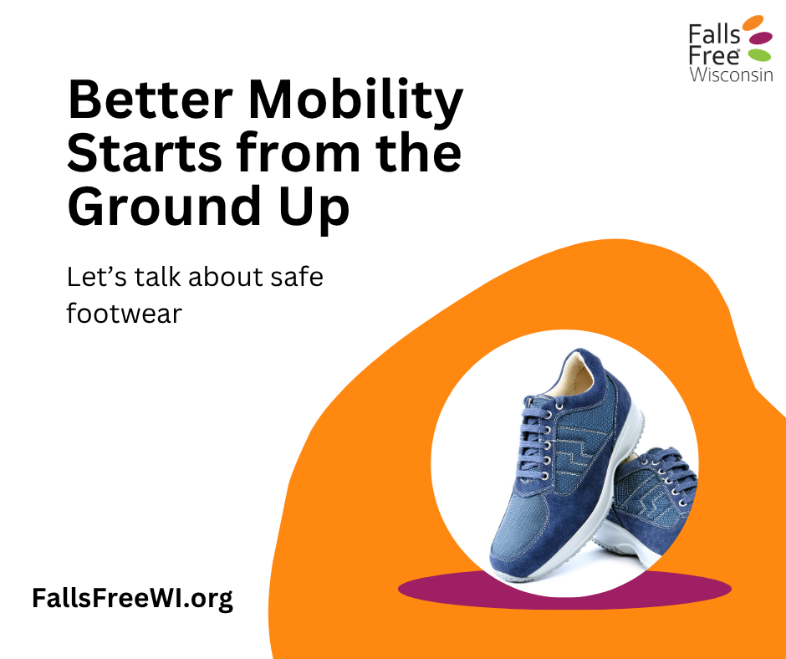 Falls
Free®
Wisconsin
Better Mobility
Starts from the
Ground Up
Let’s talk about safe
footwear
FallsFreeWI.org